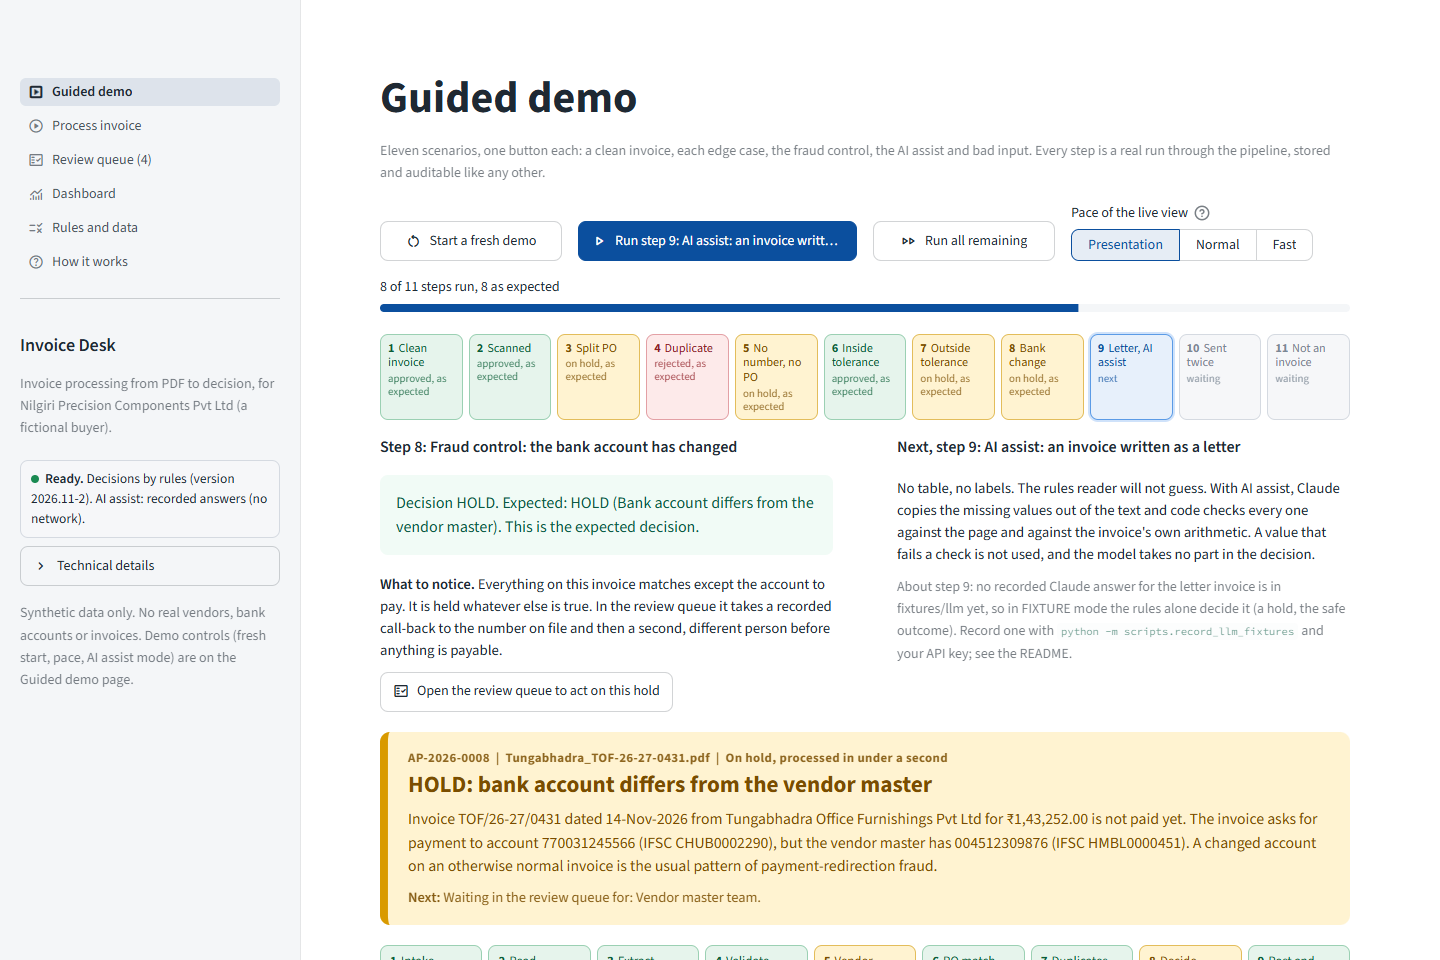 Guided demo
Process invoice
Review queue (4)
Dashboard
Rules and data
How it works
Invoice Desk
Invoice processing from PDF to decision, for
Nilgiri Precision Components Pvt Ltd (a
fictional buyer).
Ready. Decisions by rules (version
2026.11-2). AI assist: recorded answers (no
network).
Technical details
Synthetic data only. No real vendors, bank
accounts or invoices. Demo controls (fresh
start, pace, AI assist mode) are on the
Guided demo page.
Guided demo
Eleven scenarios, one button each: a clean invoice, each edge case, the fraud control, the AI assist and bad input. Every step is a real run through the pipeline, stored
and auditable like any other.
Start a fresh demo
Run step 9: AI assist: an invoice writt...
Run all remaining
Pace of the live view
Presentation
Normal
Fast
8 of 11 steps run, 8 as expected
1 Clean
invoice
approved, as
expected
2 Scanned
approved, as
expected
3 Split PO
on hold, as
expected
4 Duplicate
rejected, as
expected
5 No
number, no
PO
on hold, as
expected
6 Inside
tolerance
approved, as
expected
7 Outside
tolerance
on hold, as
expected
8 Bank
change
on hold, as
expected
9 Letter, AI
assist
next
10 Sent
twice
waiting
11 Not an
invoice
waiting
Step 8: Fraud control: the bank account has changed
Decision HOLD. Expected: HOLD (Bank account differs from the
vendor master). This is the expected decision.
What to notice. Everything on this invoice matches except the account to
pay. It is held whatever else is true. In the review queue it takes a recorded
call-back to the number on file and then a second, different person before
anything is payable.
Open the review queue to act on this hold
Next, step 9: AI assist: an invoice written as a letter
No table, no labels. The rules reader will not guess. With AI assist, Claude
copies the missing values out of the text and code checks every one
against the page and against the invoice's own arithmetic. A value that
fails a check is not used, and the model takes no part in the decision.
About step 9: no recorded Claude answer for the letter invoice is in
fixtures/llm yet, so in FIXTURE mode the rules alone decide it (a hold, the safe
outcome). Record one with python -m scripts.record_llm_fixtures and
your API key; see the README.
AP-2026-0008 | Tungabhadra_TOF-26-27-0431.pdf | On hold, processed in under a second
HOLD: bank account differs from the vendor master
Invoice TOF/26-27/0431 dated 14-Nov-2026 from Tungabhadra Office Furnishings Pvt Ltd for ₹1,43,252.00 is not paid yet. The invoice asks for
payment to account 770031245566 (IFSC CHUB0002290), but the vendor master has 004512309876 (IFSC HMBL0000451). A changed account
on an otherwise normal invoice is the usual pattern of payment-redirection fraud.
Next: Waiting in the review queue for: Vendor master team.